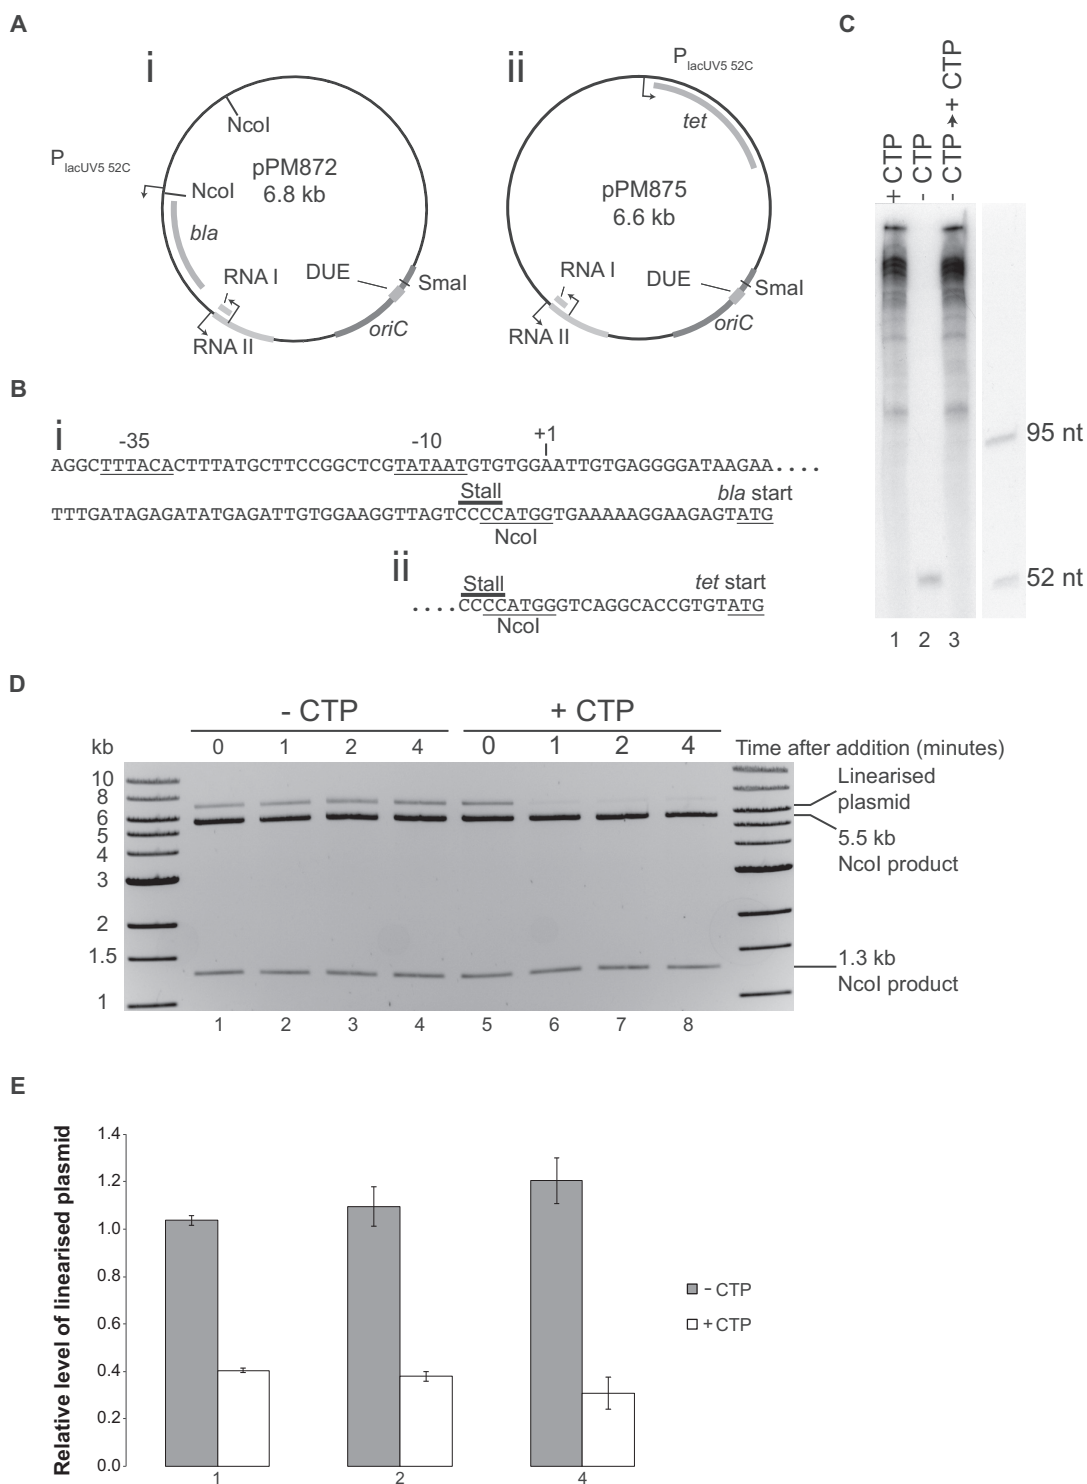 A
i
ii
P lacUV5 52C
NcoI
pPM872
6.8 kb
P lacUV5 52C
NcoI
bla
RNA I
DUE
SmaI
oriC
RNA II
tet
pPM875
6.6 kb
RNA I
DUE
SmaI
oriC
RNA II
C
+ CTP
- CTP
- CTP → + CTP
95 nt
52 nt
1 2 3
B
i
-35 -10 +1
AGGCTTTACACTTTATGCTTCCGGCTCGTATAATGTGTGGAATTGTGAGGGGATAAGAA....
Stall bla start
TTTGATAGAGATATGAGATTGTGGAAGGTTAGTCCCCATGGTGAAAAAGGAAGAGTATG
NcoI
ii
Stall tet start
....CCCCATGGGTCAGGCACCGTGTATG
NcoI
D
- CTP + CTP
kb 0 1 2 4 0 1 2 4 Time after addition (minutes)
10
8
6
5
4
3
2
1.5
1
Linearised
plasmid
5.5 kb
NcoI product
1.3 kb
NcoI product
1 2 3 4 5 6 7 8
E
Relative level of linearised plasmid
1.4
1.2
1.0
0.8
0.6
0.4
0.2
0.0
1 2 4
- CTP
+ CTP